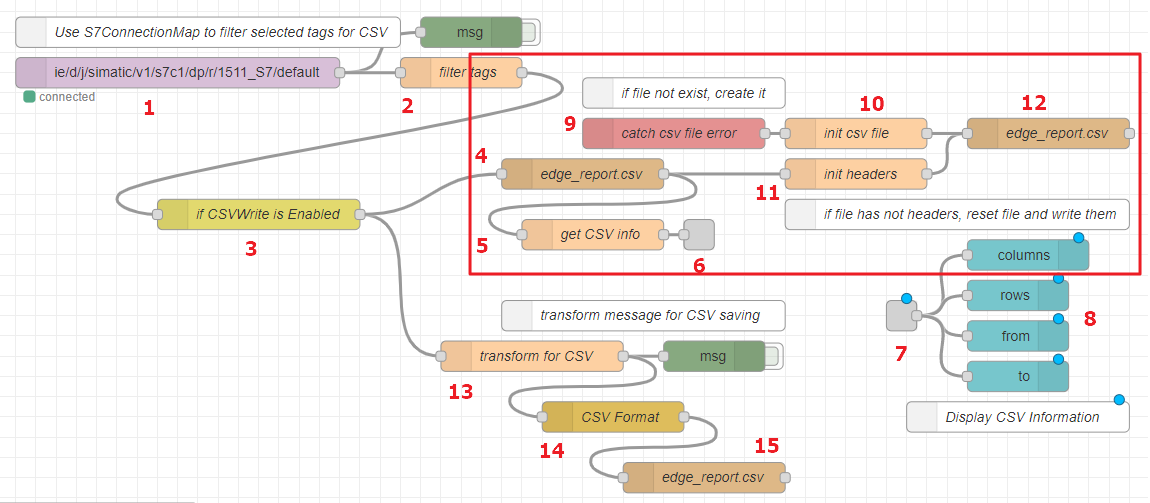 Use S7ConnectionMap to filter selected tags for CSV
msg
ie/d/j/simatic/v1/s7c1/dp/r/1511_S7/default
filter tags
connected
1
2
if file not exist, create it
10
12
9
catch csv file error
init csv file
edge_report.csv
4
edge_report.csv
init headers
11
if CSVWrite is Enabled
if file has not headers, reset file and write them
3
5
get CSV info
6
columns
rows
7
8
from
to
Display CSV Information
transform message for CSV saving
transform for CSV
msg
13
CSV Format
14
15
edge_report.csv